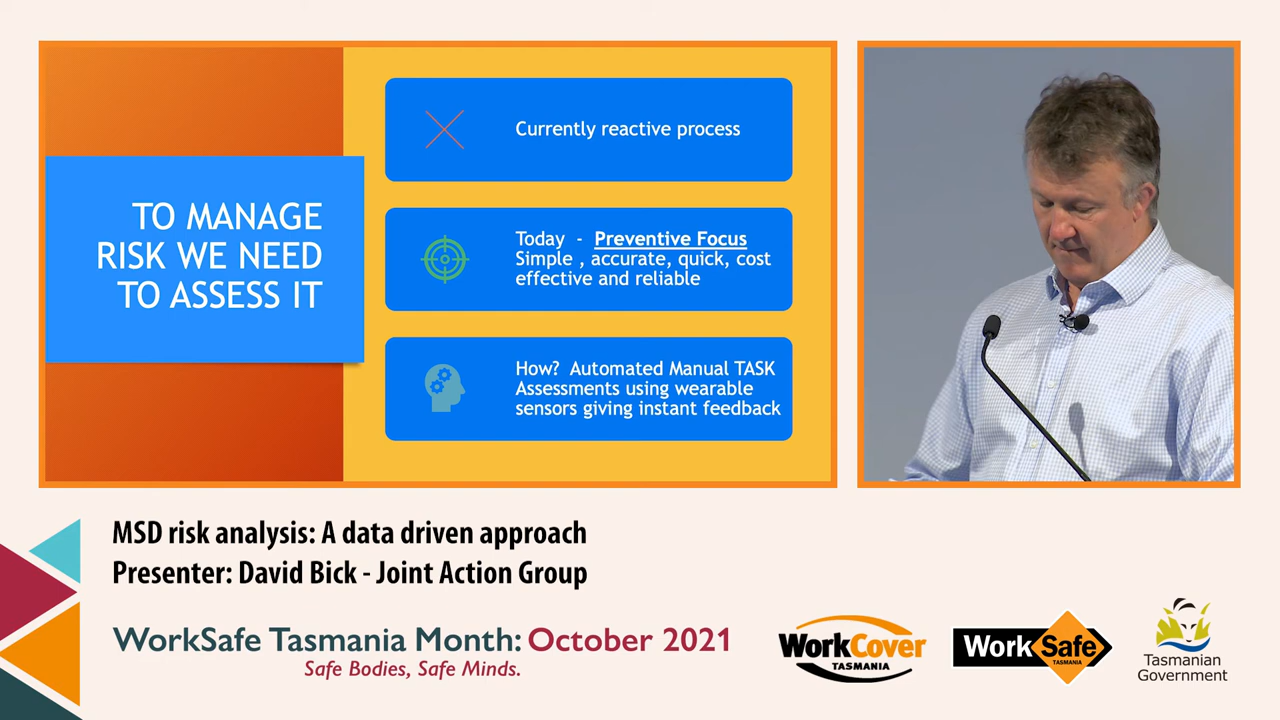 TO MANAGE
RISK WE NEED
TO ASSESS IT
Currently reactive process
Today - Preventive Focus
Simple , accurate, quick, cost
effective and reliable
How? Automated Manual TASK
Assessments using wearable
sensors giving instant feedback
MSD risk analysis: A data driven approach
Presenter: David Bick - Joint Action Group
WorkSafe Tasmania Month: October 2021
Safe Bodies, Safe Minds.
WorkCover
TASMANIA
WorkSafe
TASMANIA
Tasmanian
Government